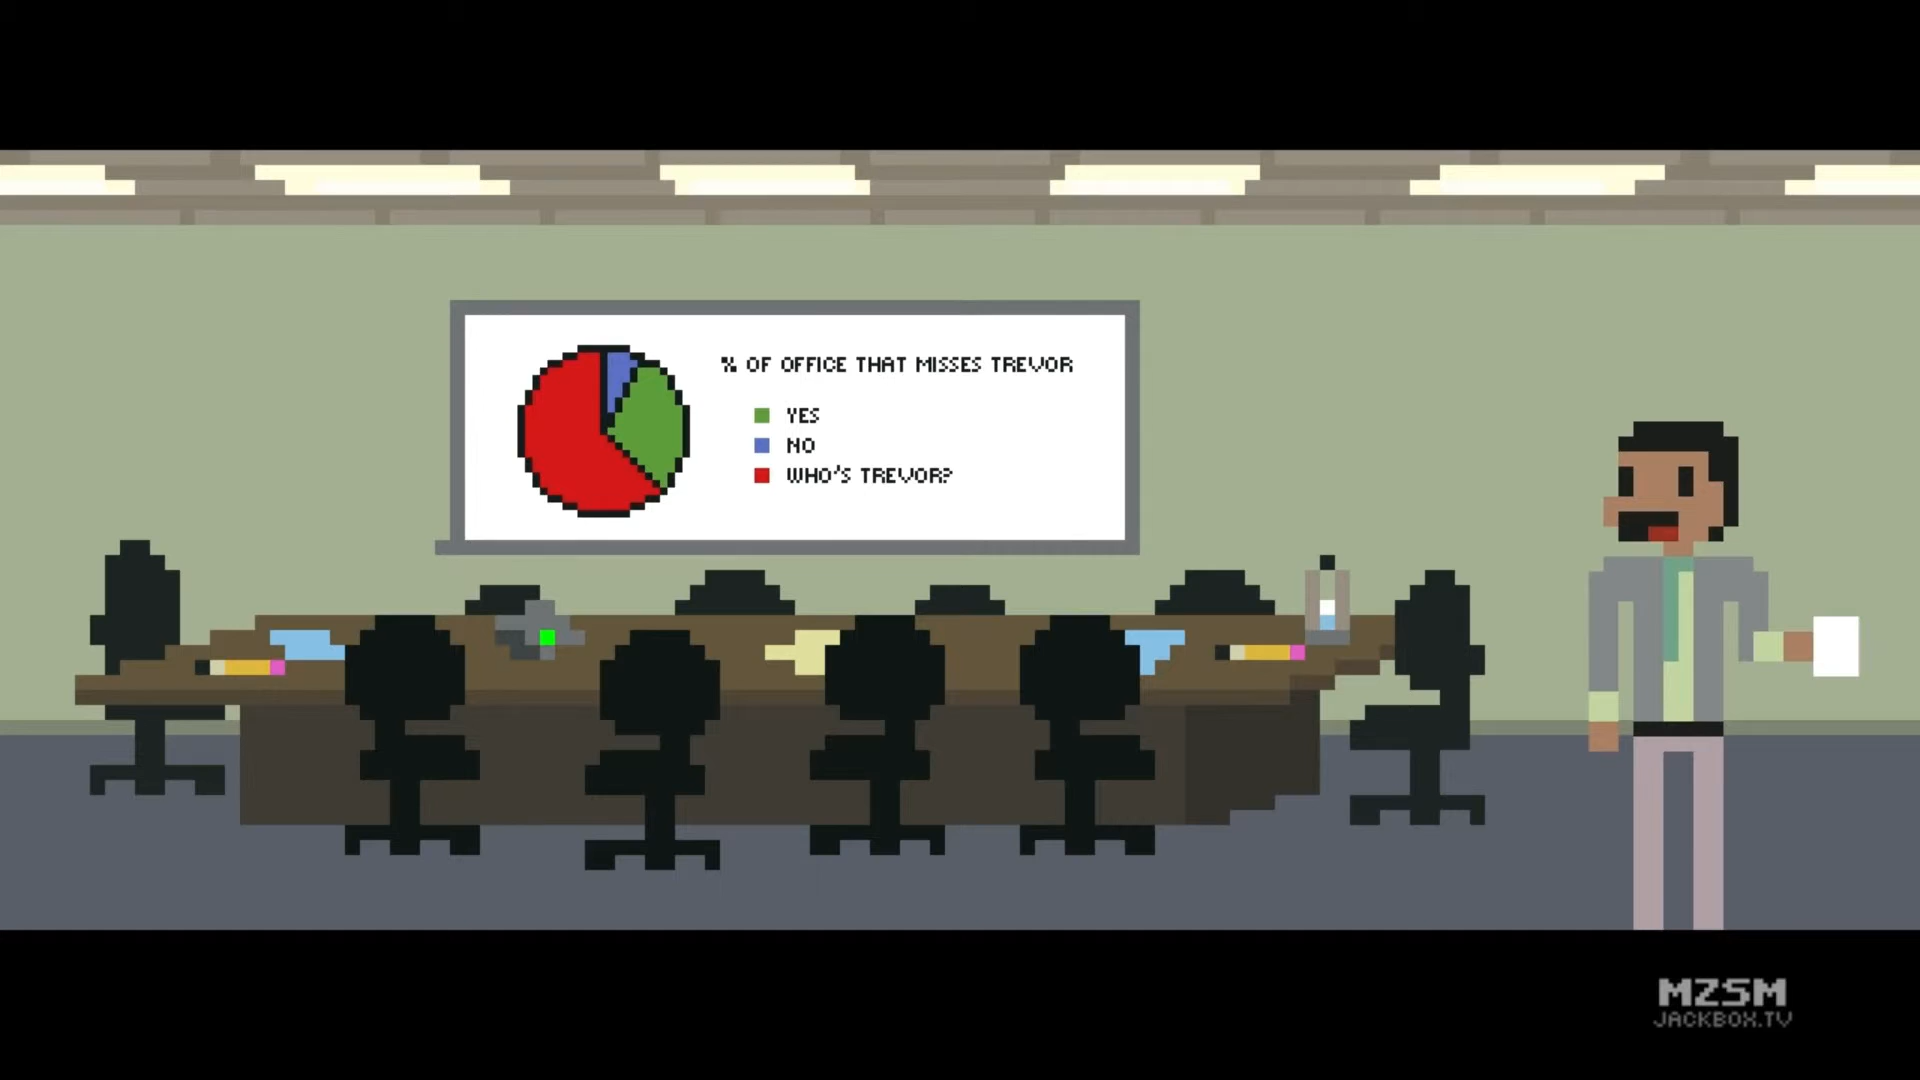 % OF OFFICE THAT MISSES TREVOR
YES
NO
WHO'S TREVOR?
MZSM
JACKBOX.TV